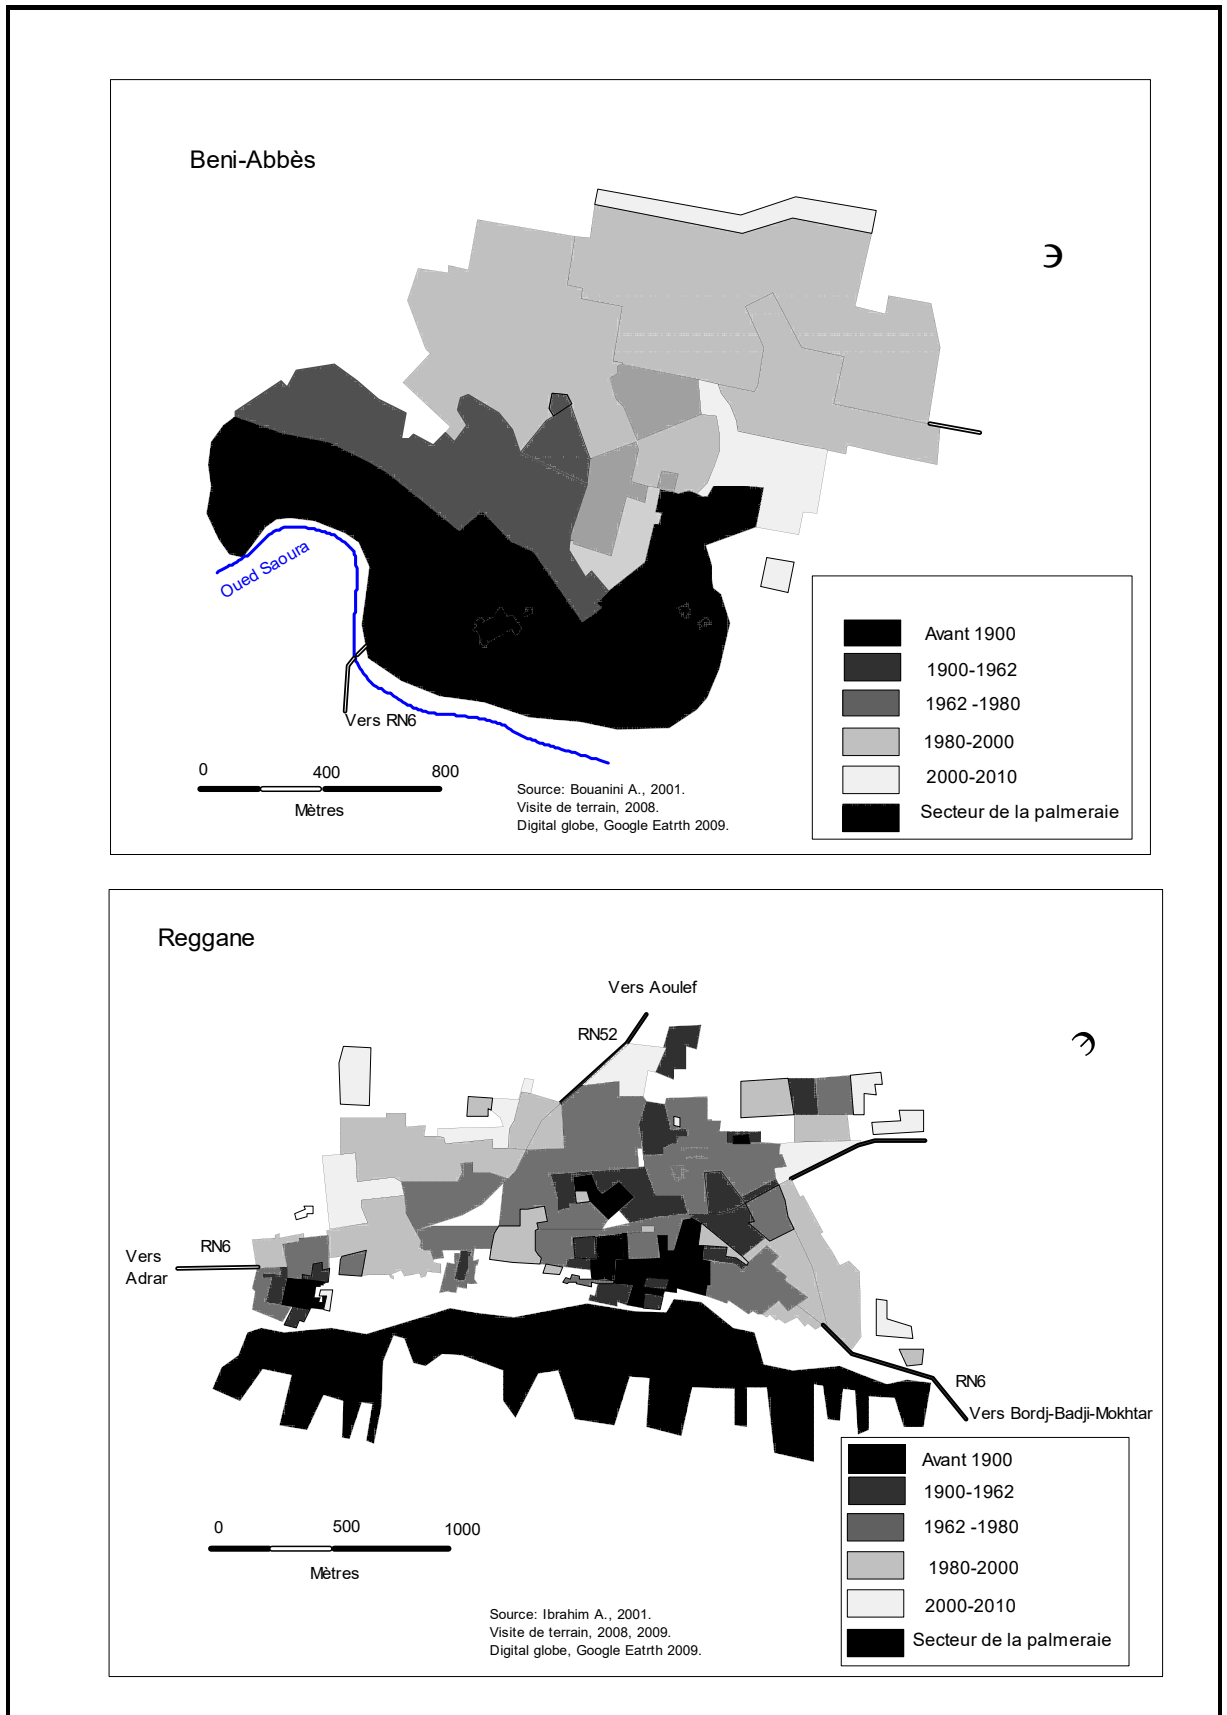 Beni-Abbès
Oued Saoura
Vers RN6
0 400 800
Mètres
Source: Bouanini A., 2001.
Visite de terrain, 2008.
Digital globe, Google Eatrth 2009.
Avant 1900
1900-1962
1962 -1980
1980-2000
2000-2010
Secteur de la palmeraie
Reggane
Vers Aoulef
RN52
RN6
Vers
Adrar
RN6
Vers Bordj-Badji-Mokhtar
0 500 1000
Mètres
Source: Ibrahim A., 2001.
Visite de terrain, 2008, 2009.
Digital globe, Google Eatrth 2009.
Avant 1900
1900-1962
1962 -1980
1980-2000
2000-2010
Secteur de la palmeraie